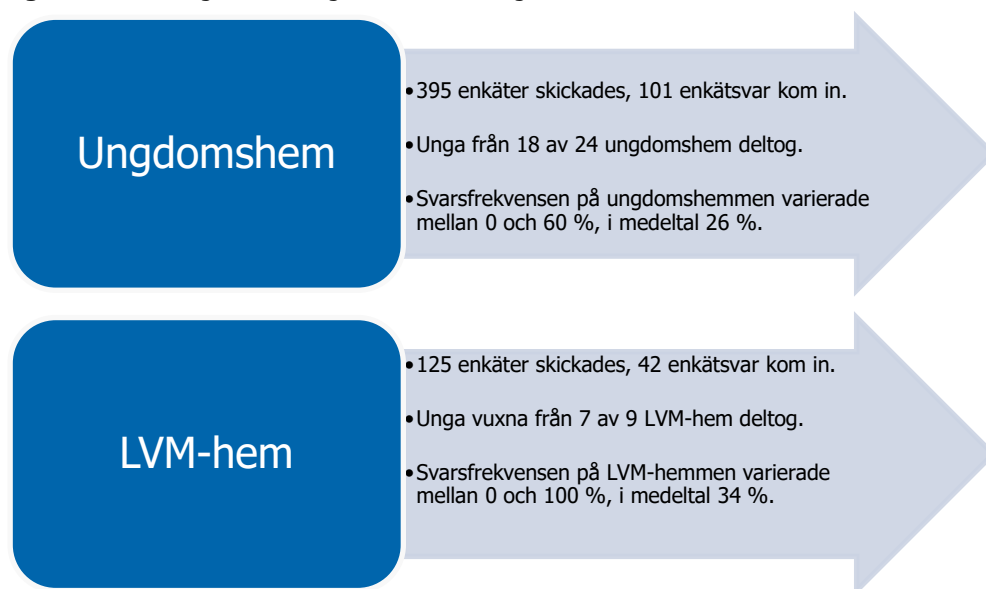 Ungdomshem
•395 enkäter skickades, 101 enkätsvar kom in.
•Unga från 18 av 24 ungdomshem deltog.
•Svarsfrekvensen på ungdomshemmen varierade
mellan 0 och 60 %, i medeltal 26 %.
LVM-hem
•125 enkäter skickades, 42 enkätsvar kom in.
•Unga vuxna från 7 av 9 LVM-hem deltog.
•Svarsfrekvensen på LVM-hemmen varierade
mellan 0 och 100 %, i medeltal 34 %.